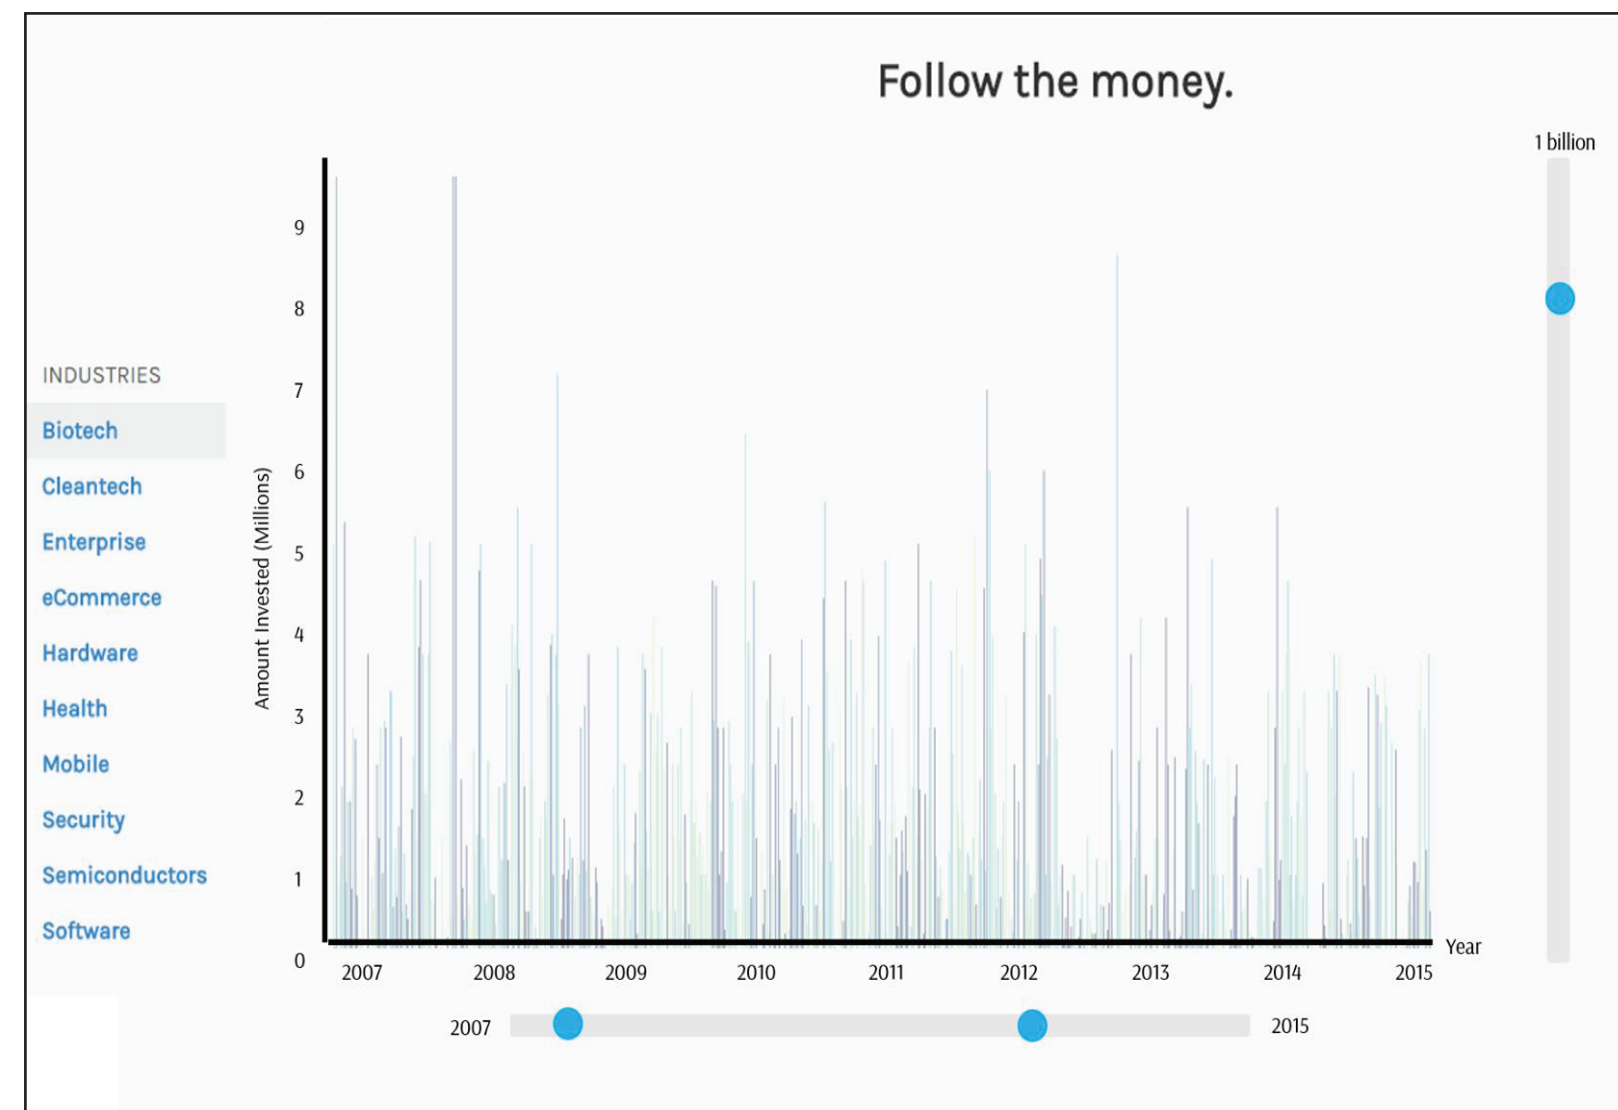 Follow the money.
1 billion
INDUSTRIES
Biotech
Cleantech
Enterprise
eCommerce
Hardware
Health
Mobile
Security
Semiconductors
Software
Amount Invested (Millions)
9
8
7
6
5
4
3
2
1
0
Year
2007 2008 2009 2010 2011 2012 2013 2014 2015
2007 2015